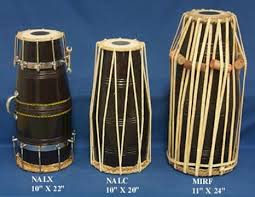 NALX
10" X 22"
NALC
10" X 20"
MIRF
11" X 24"